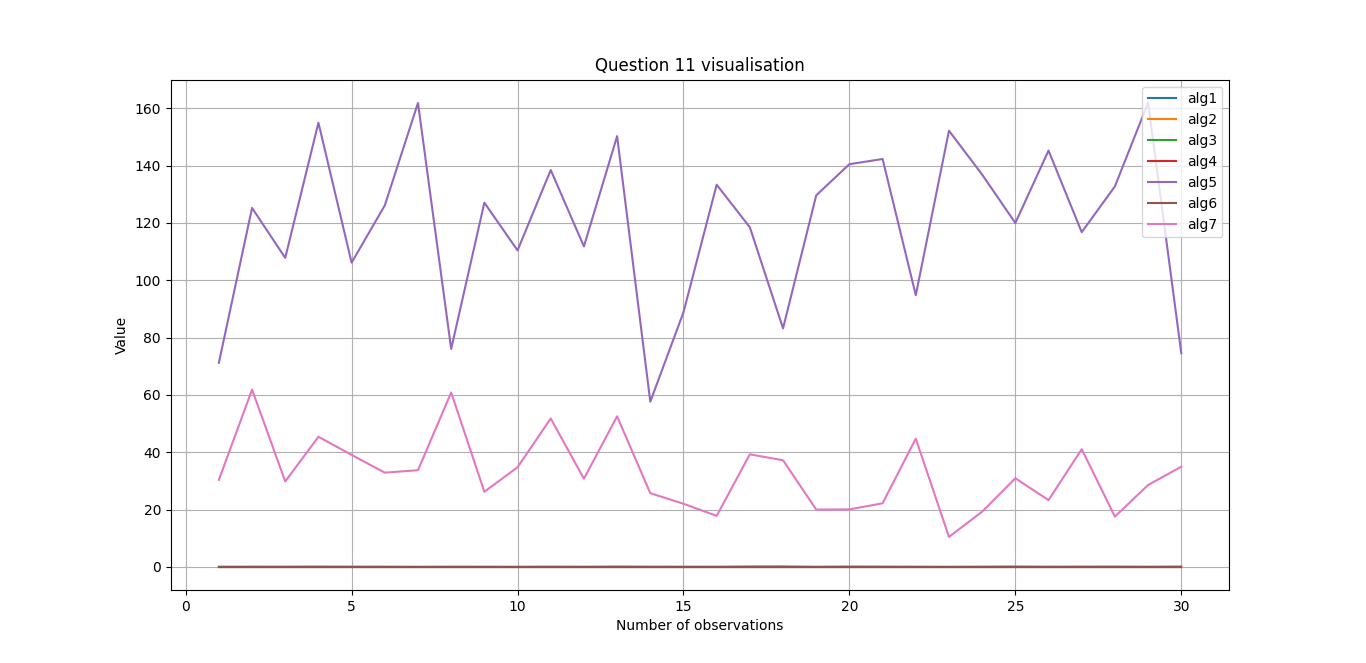 Question 11 visualisation
Value
160
140
120
100
80
60
40
20
0
alg1
alg2
alg3
alg4
alg5
alg6
alg7
0 5 10 15 20 25 30
Number of observations